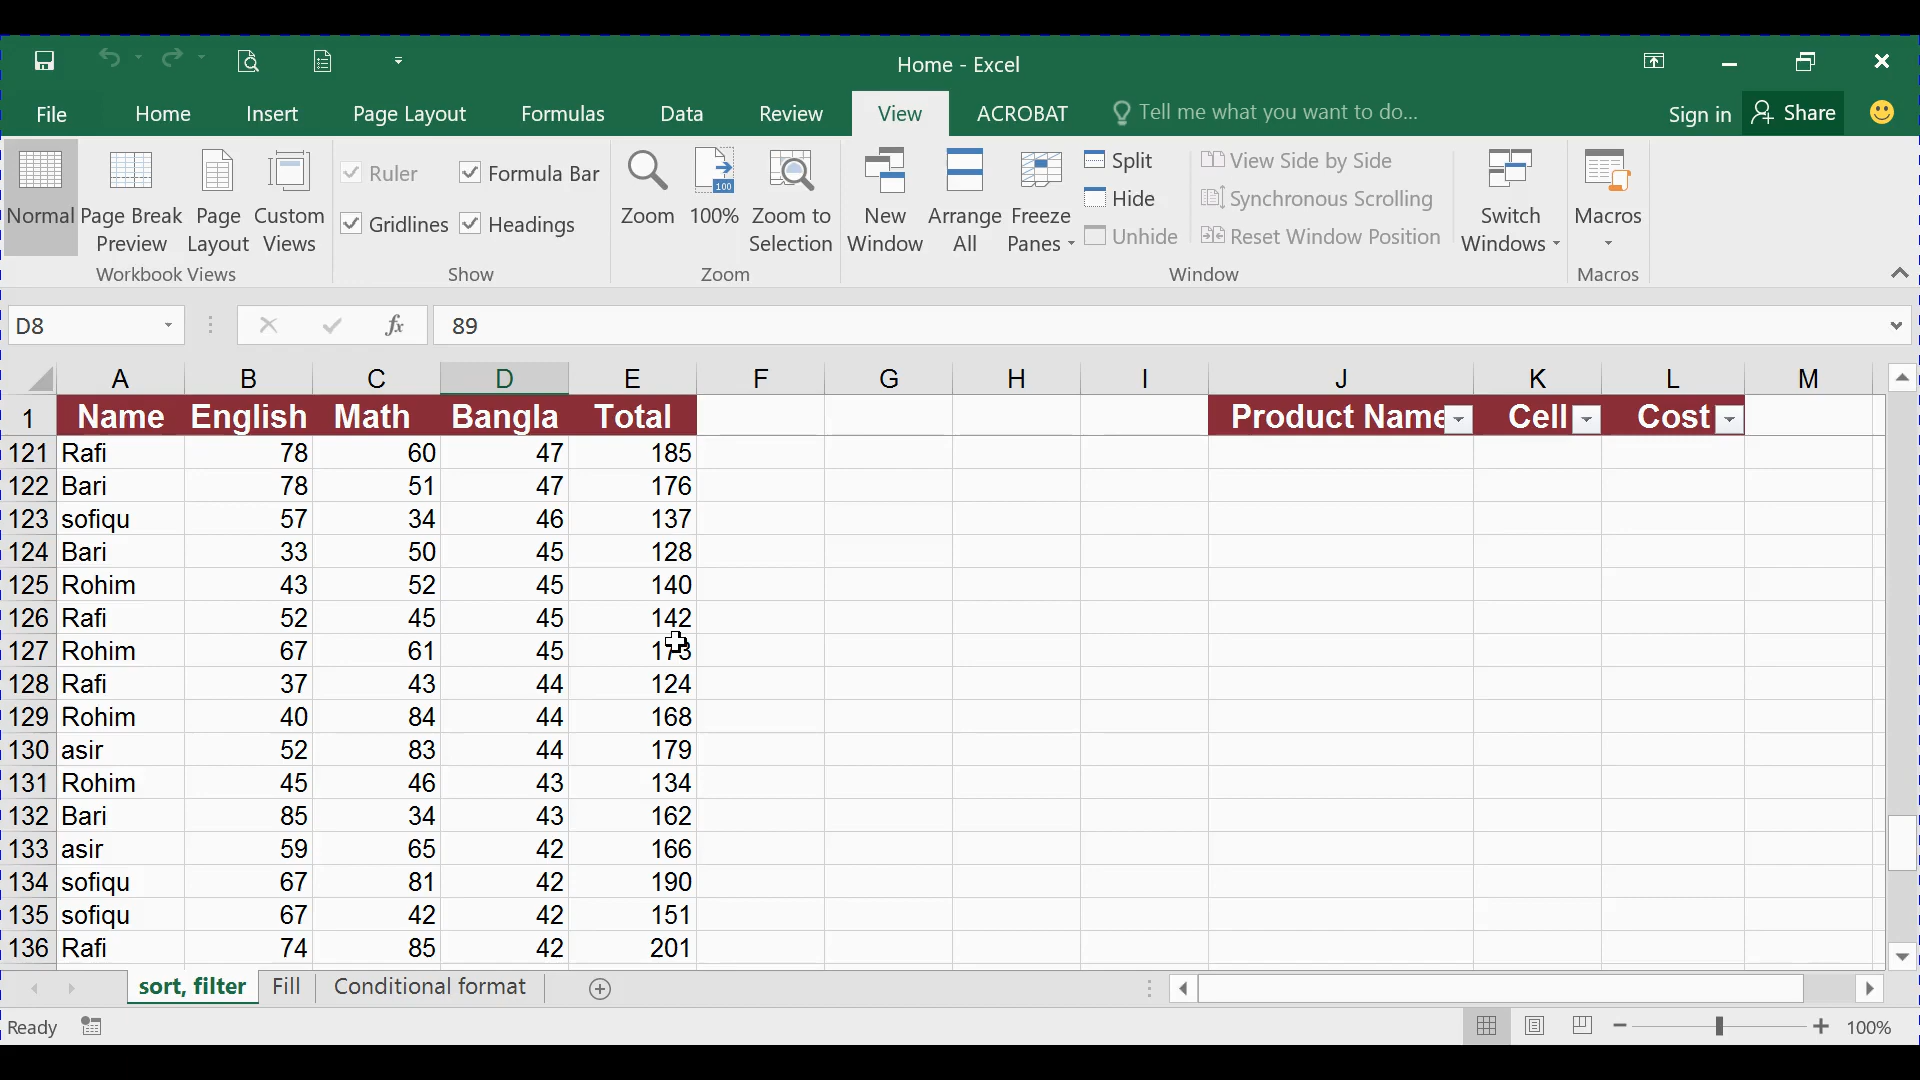 Home - Excel
File Home Insert Page Layout Formulas Data Review View ACROBAT Tell me what you want to do... Sign in Share
Normal Page Break Preview Page Layout Custom Views
Workbook Views
Ruler Formula Bar
Gridlines Headings
Show
Zoom 100% Zoom to Selection
100
Zoom
New Window Arrange All Freeze Panes
Split View Side by Side
Hide Synchronous Scrolling
Unhide Reset Window Position
Switch Windows
Window
Macros
Macros
D8 fx 89
A B C D E F G H I J K L M
1 Name English Math Bangla Total Product Name Cell Cost
121 Rafi 78 60 47 185
122 Bari 78 51 47 176
123 sofiqu 57 34 46 137
124 Bari 33 50 45 128
125 Rohim 43 52 45 140
126 Rafi 52 45 45 142
127 Rohim 67 61 45 173
128 Rafi 37 43 44 124
129 Rohim 40 84 44 168
130 asir 52 83 44 179
131 Rohim 45 46 43 134
132 Bari 85 34 43 162
133 asir 59 65 42 166
134 sofiqu 67 81 42 190
135 sofiqu 67 42 42 151
136 Rafi 74 85 42 201
sort, filter Fill Conditional format
Ready 100%